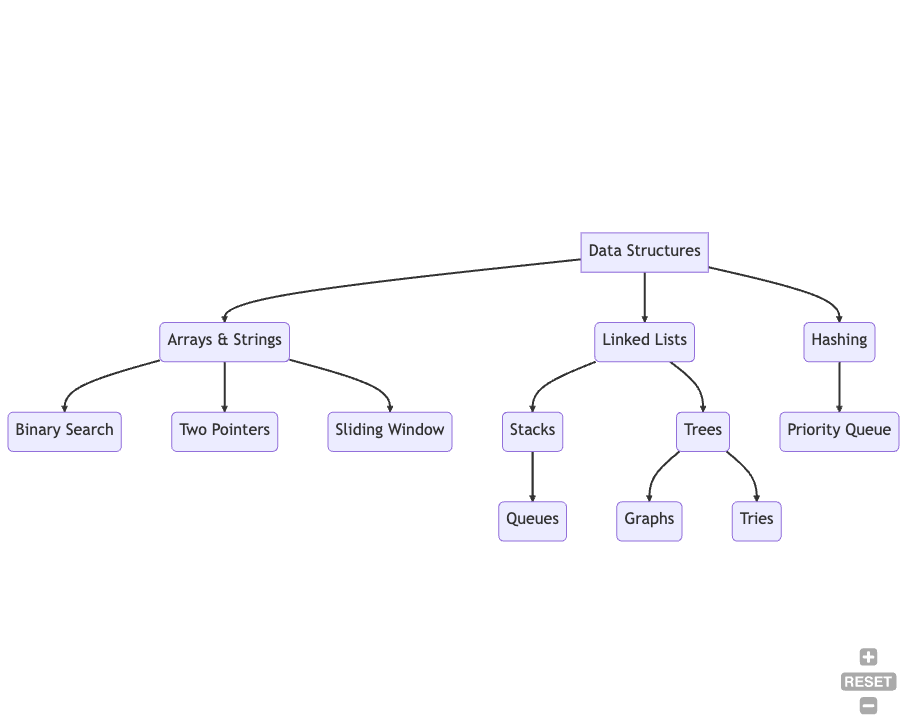 Data Structures
Arrays & Strings
Linked Lists
Hashing
Binary Search
Two Pointers
Sliding Window
Stacks
Trees
Priority Queue
Queues
Graphs
Tries
+
RESET
−